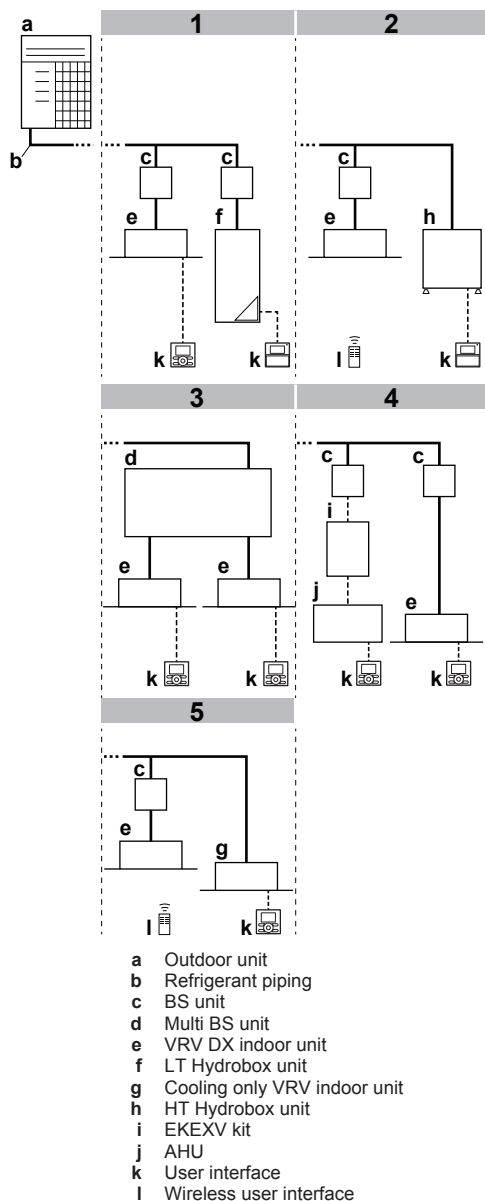 a 1 2
b
c c c
e f e h
k k l k
3 4
d c c
i
e e j e
k k k k
5
c
e g
l k
a Outdoor unit
b Refrigerant piping
c BS unit
d Multi BS unit
e VRV DX indoor unit
f LT Hydrobox unit
g Cooling only VRV indoor unit
h HT Hydrobox unit
i EKEXV kit
j AHU
k User interface
l Wireless user interface